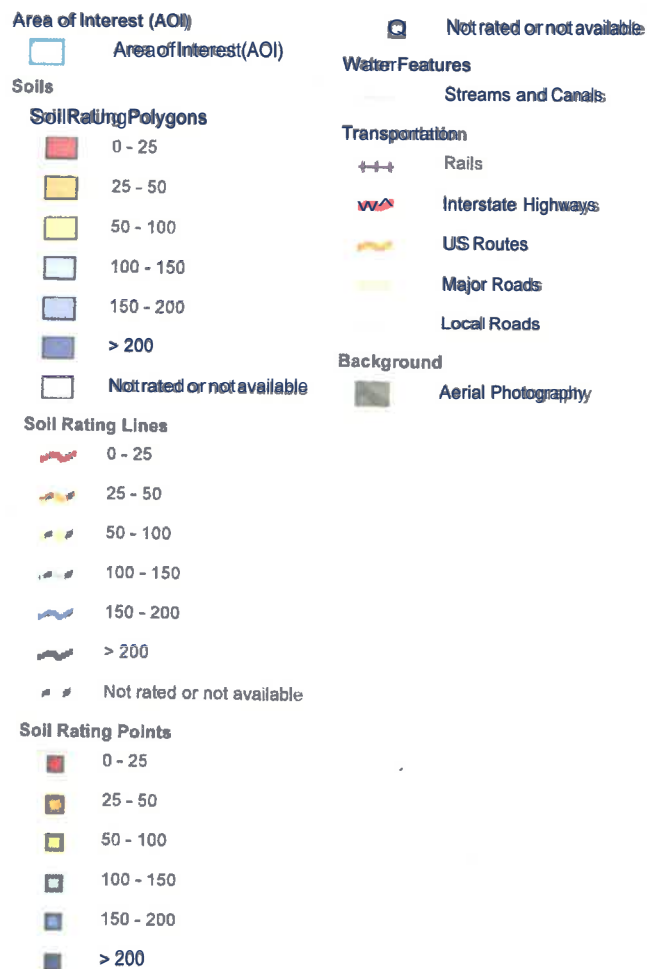 Area of Interest (AOI)
Area of Interest (AOI)
Soils
Soil Rating Polygons
0 - 25
25 - 50
50 - 100
100 - 150
150 - 200
> 200
Not rated or not available
Soil Rating Lines
0 - 25
25 - 50
50 - 100
100 - 150
150 - 200
> 200
Not rated or not available
Soil Rating Points
0 - 25
25 - 50
50 - 100
100 - 150
150 - 200
> 200
Not rated or not available
Water Features
Streams and Canals
Transportation
Rails
Interstate Highways
US Routes
Major Roads
Local Roads
Background
Aerial Photography